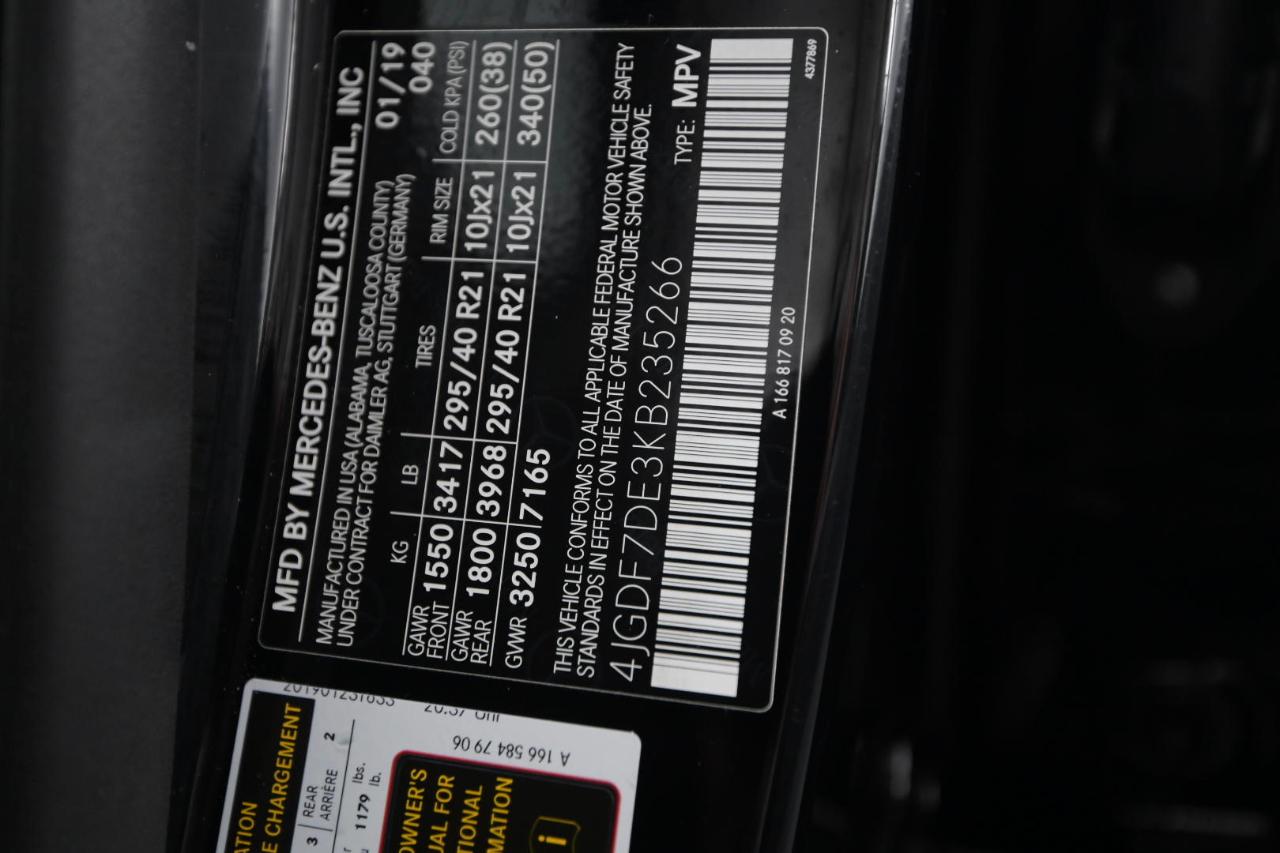 MFD BY MERCEDES-BENZ U.S. INTL., INC
MANUFACTURED IN USA (ALABAMA, TUSCALOOSA COUNTY) 01/19
UNDER CONTRACT FOR DAIMLER AG, STUTTGART (GERMANY) 040
KG LB TIRES RIM SIZE COLD KPA (PSI)
GAWR FRONT 1550 3417 295/40 R21 10Jx21 260(38)
GAWR REAR 1800 3968 295/40 R21 10Jx21 340(50)
GVWR 3250 7165
THIS VEHICLE CONFORMS TO ALL APPLICABLE FEDERAL MOTOR VEHICLE SAFETY
STANDARDS IN EFFECT ON THE DATE OF MANUFACTURE SHOWN ABOVE.
4JGDF7DE3KB235266 TYPE: MPV
A 166 817 09 20
4377869
ATION
E CHARGEMENT
3 REAR 2
ARRIÈRE
1179 lbs.
lb.
A 166 584 79 06
OWNER'S
UAL FOR
TIONAL
MATION
i